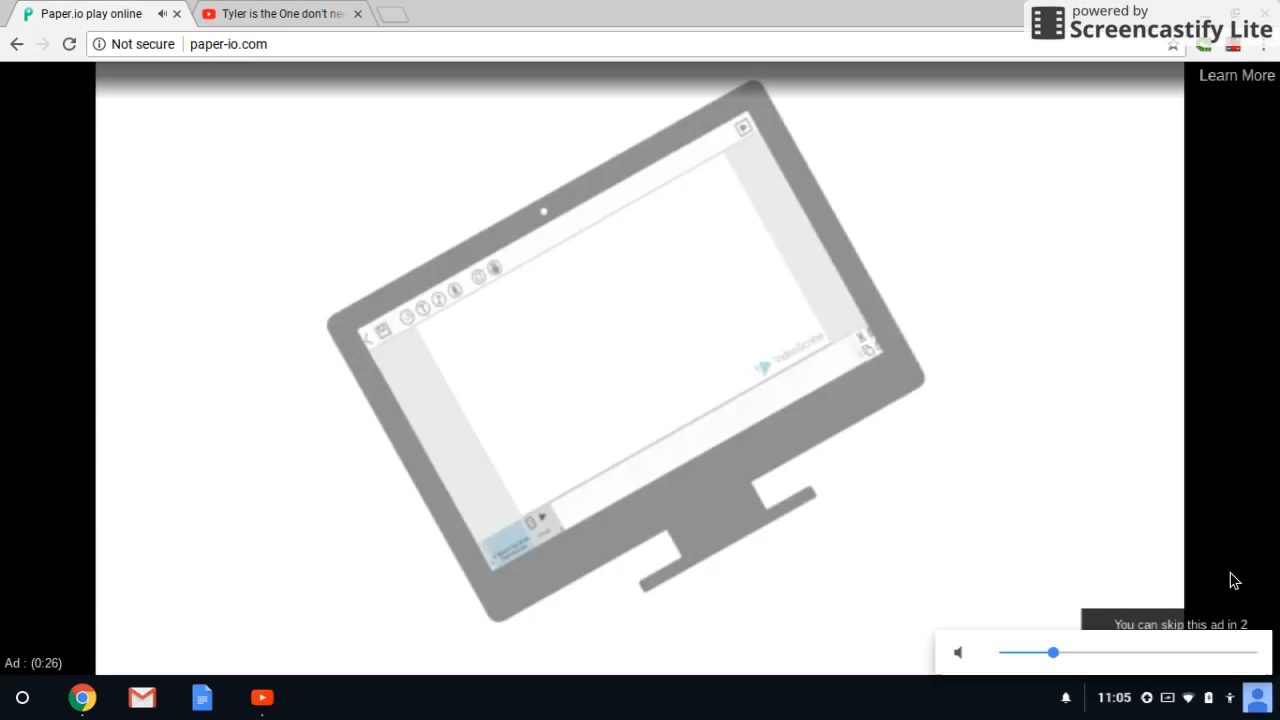 Paper.io play online
Tyler is the One don't ne
powered by
Screencastify Lite
Not secure
paper-io.com
Learn More
VideoScribe
You can skip this ad in 2
Ad : (0:26)
11:05